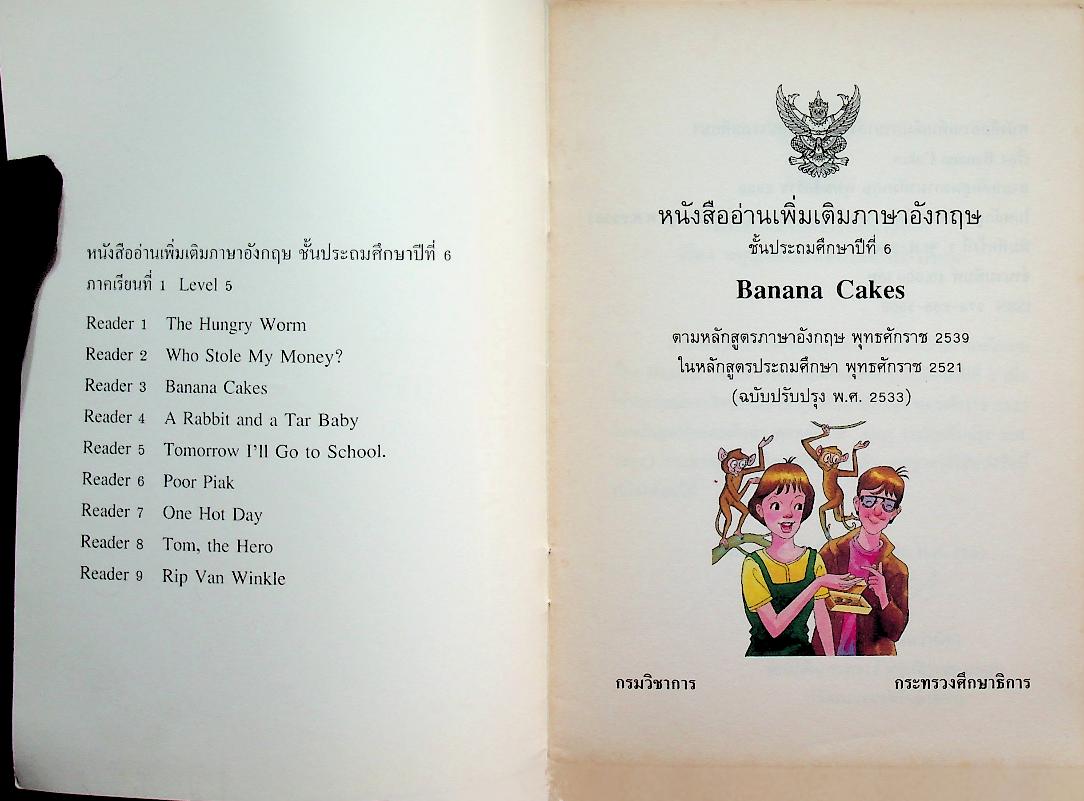 หนังสืออ่านเพิ่มเติมภาษาอังกฤษ ชั้นประถมศึกษาปีที่ 6
ภาคเรียนที่ 1 Level 5
Reader 1 The Hungry Worm
Reader 2 Who Stole My Money?
Reader 3 Banana Cakes
Reader 4 A Rabbit and a Tar Baby
Reader 5 Tomorrow I'll Go to School.
Reader 6 Poor Piak
Reader 7 One Hot Day
Reader 8 Tom, the Hero
Reader 9 Rip Van Winkle
หนังสืออ่านเพิ่มเติมภาษาอังกฤษ
ชั้นประถมศึกษาปีที่ 6
Banana Cakes
ตามหลักสูตรภาษาอังกฤษ พุทธศักราช 2539
ในหลักสูตรประถมศึกษา พุทธศักราช 2521
(ฉบับปรับปรุง พ.ศ. 2533)
กรมวิชาการ กระทรวงศึกษาธิการ